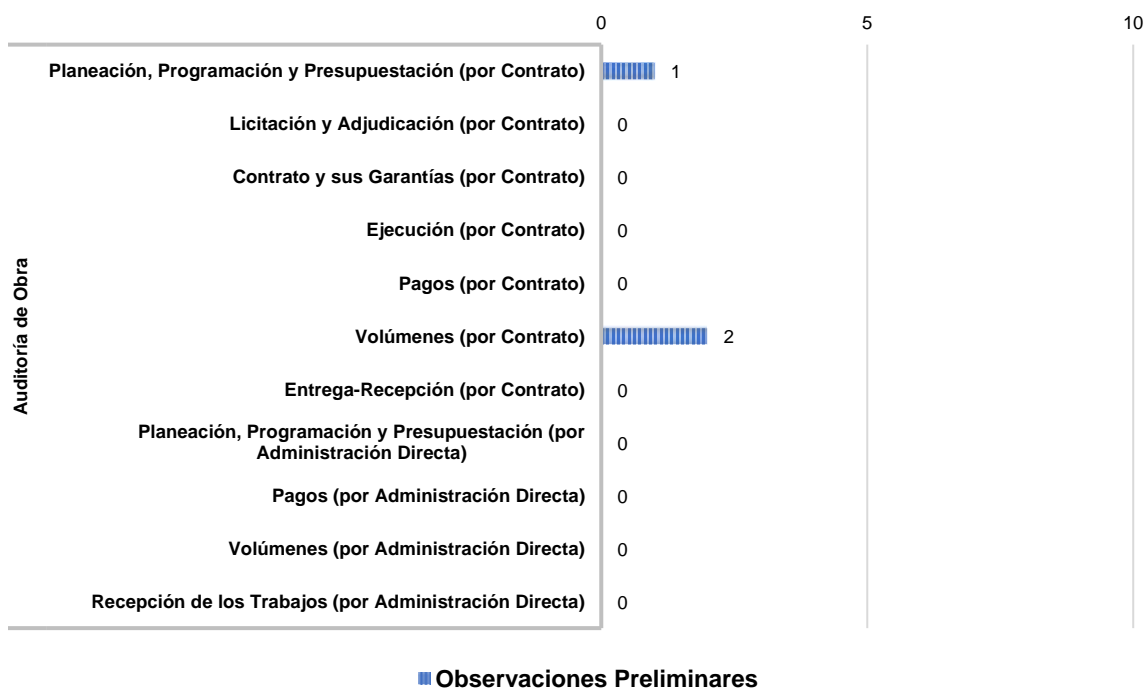 0 5 10
Planeación, Programación y Presupuestación (por Contrato) 1
Licitación y Adjudicación (por Contrato) 0
Contrato y sus Garantías (por Contrato) 0
Ejecución (por Contrato) 0
Pagos (por Contrato) 0
Volúmenes (por Contrato) 2
Entrega-Recepción (por Contrato) 0
Planeación, Programación y Presupuestación (por
Administración Directa) 0
Pagos (por Administración Directa) 0
Volúmenes (por Administración Directa) 0
Recepción de los Trabajos (por Administración Directa) 0
Auditoría de Obra
Observaciones Preliminares